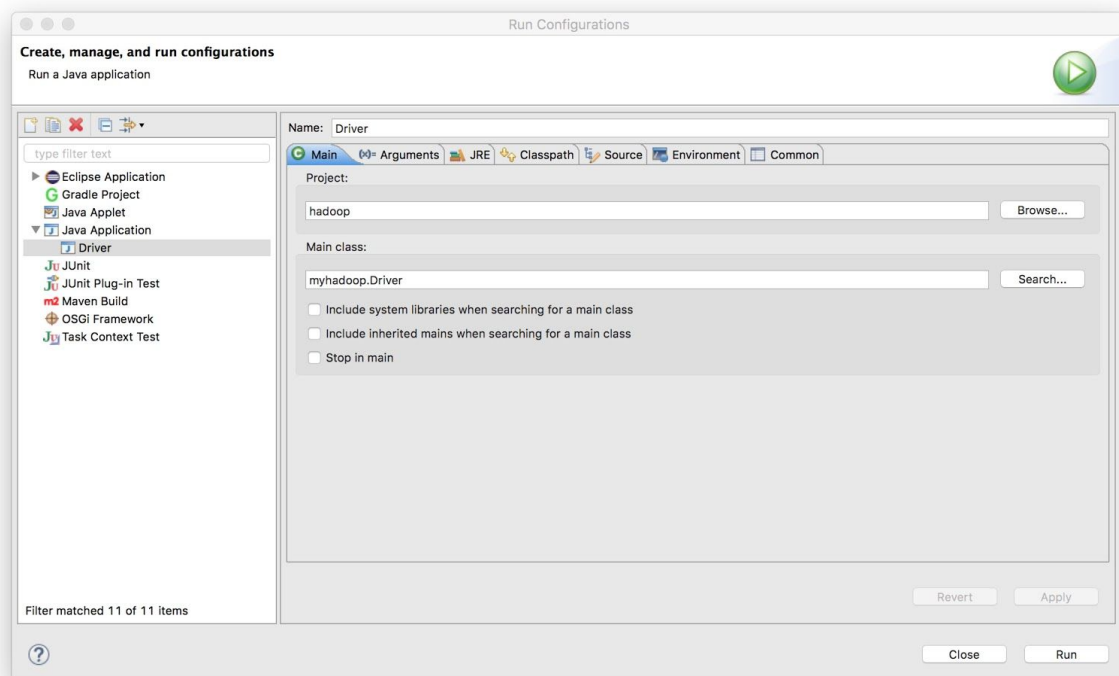 Run Configurations
Create, manage, and run configurations
Run a Java application
type filter text
Eclipse Application
Gradle Project
Java Applet
Java Application
Driver
JUnit
JUnit Plug-in Test
Maven Build
OSGi Framework
Task Context Test
Filter matched 11 of 11 items
Name: Driver
Main (x)= Arguments JRE Classpath Source Environment Common
Project:
hadoop Browse...
Main class:
myhadoop.Driver Search...
Include system libraries when searching for a main class
Include inherited mains when searching for a main class
Stop in main
Revert Apply
? Close Run